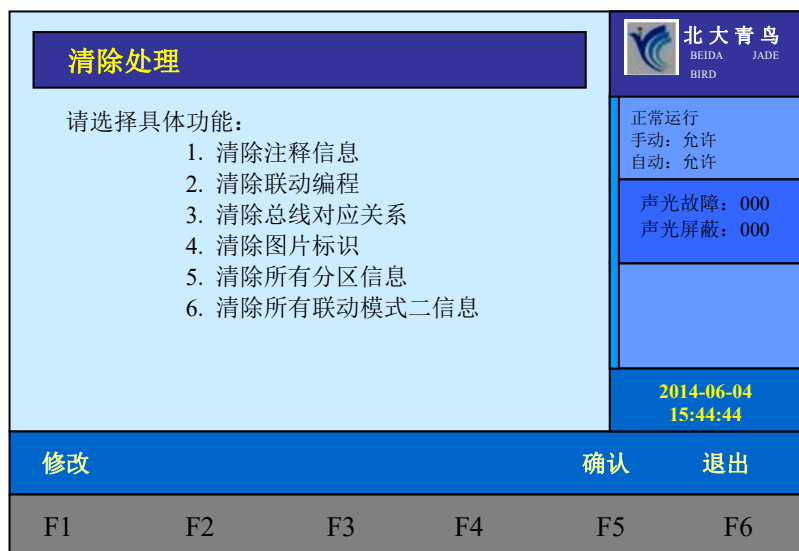 清除处理
请选择具体功能：
1. 清除注释信息
2. 清除联动编程
3. 清除总线对应关系
4. 清除图片标识
5. 清除所有分区信息
6. 清除所有联动模式二信息
北大青鸟
BEIDA JADE
BIRD
正常运行
手动：允许
自动：允许
声光故障：000
声光屏蔽：000
2014-06-04
15:44:44
修改 确认 退出
F1 F2 F3 F4 F5 F6